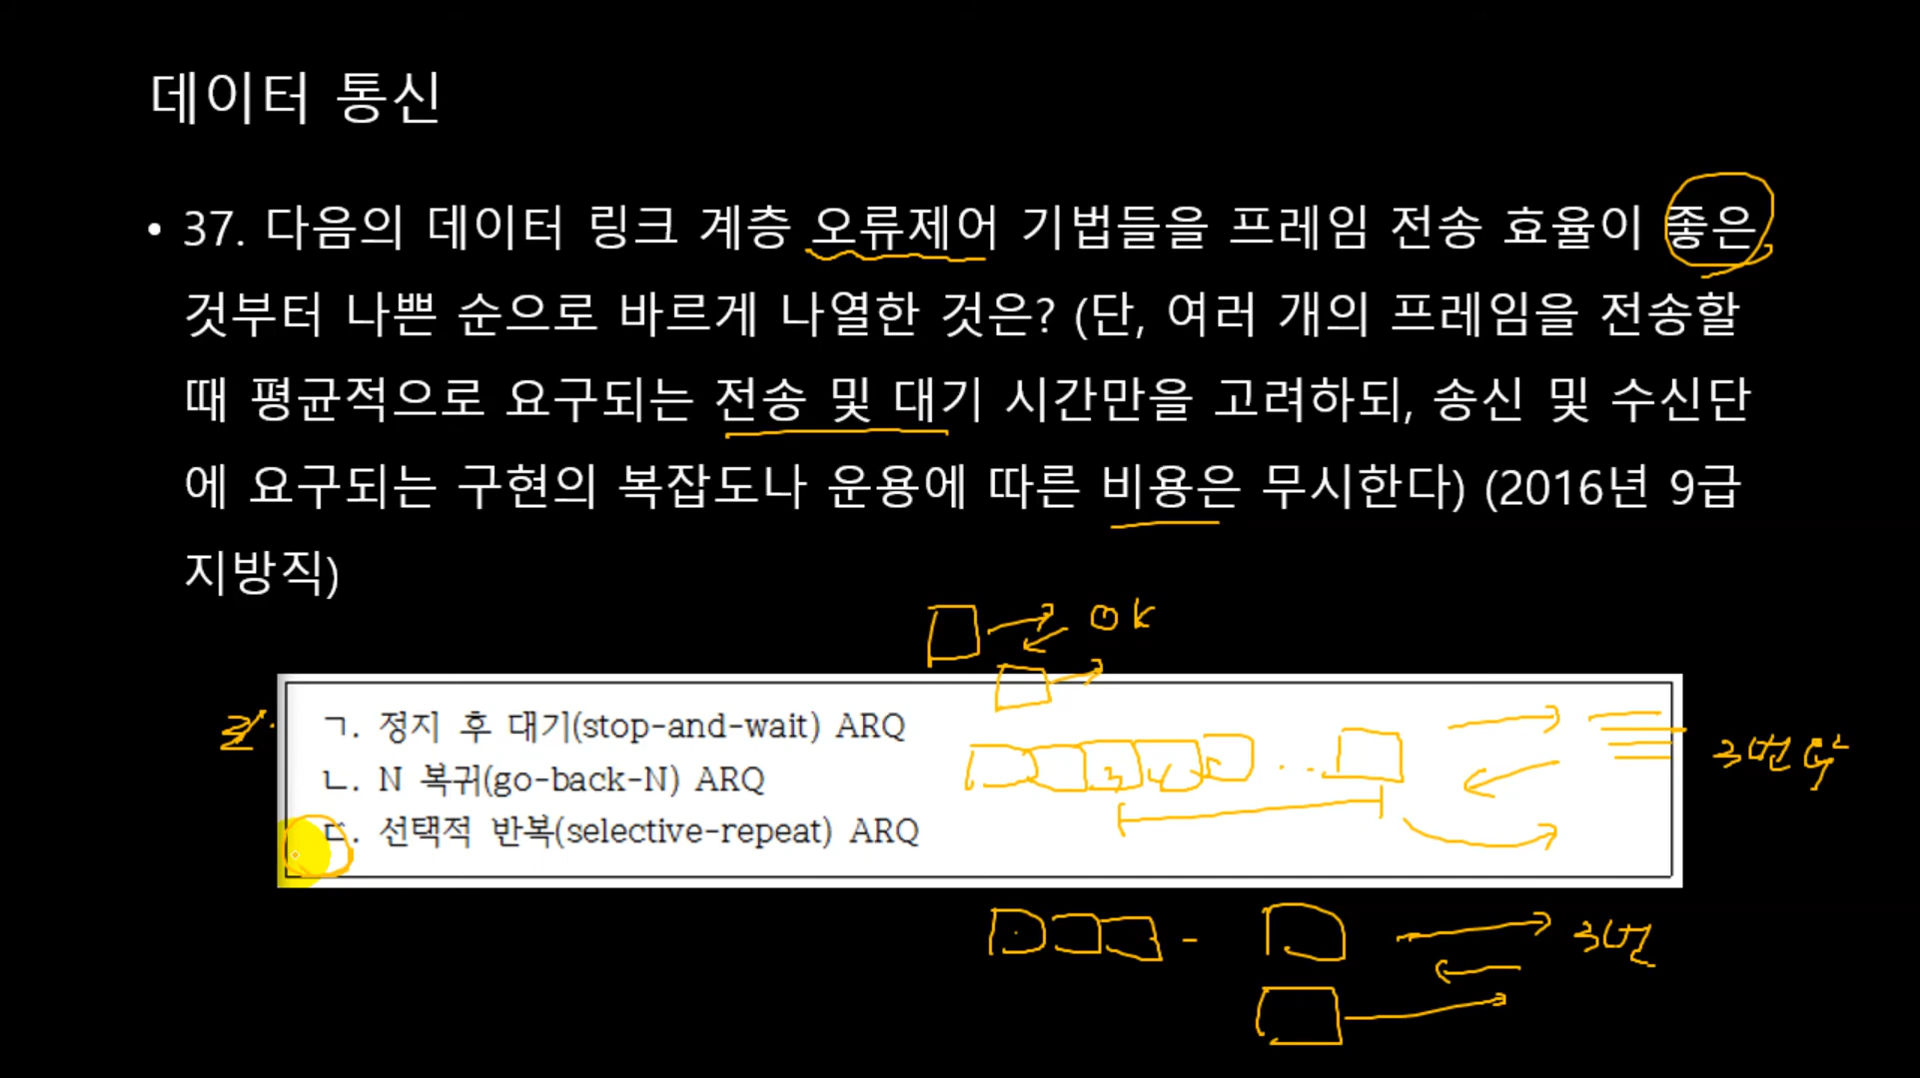 데이터 통신
• 37. 다음의 데이터 링크 계층 오류제어 기법들을 프레임 전송 효율이 좋은
것부터 나쁜 순으로 바르게 나열한 것은? (단, 여러 개의 프레임을 전송할
때 평균적으로 요구되는 전송 및 대기 시간만을 고려하되, 송신 및 수신단
에 요구되는 구현의 복잡도나 운용에 따른 비용은 무시한다) (2016년 9급
지방직)
OK
ㄱ. 정지 후 대기(stop-and-wait) ARQ
ㄴ. N 복귀(go-back-N) ARQ
3 4 5
3번
ㄷ. 선택적 반복(selective-repeat) ARQ
3번